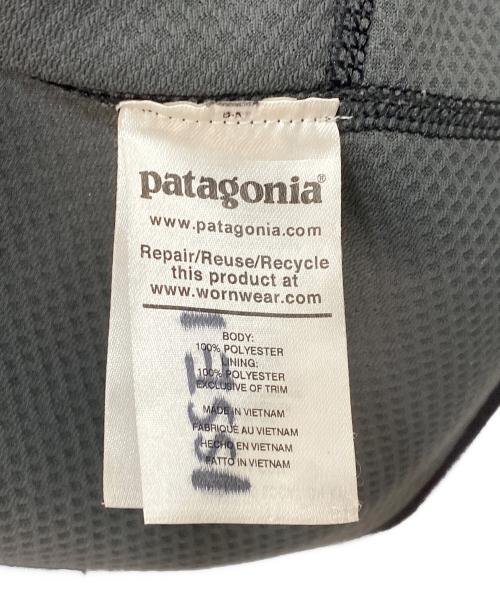 patagonia®
www.patagonia.com
Repair/Reuse/Recycle
this product at
www.wornwear.com
BODY:
100% POLYESTER
LINING:
100% POLYESTER
EXCLUSIVE OF TRIM
MADE IN VIETNAM
FABRIQUÉ AU VIETNAM
HECHO EN VIETNAM
FATTO IN VIETNAM